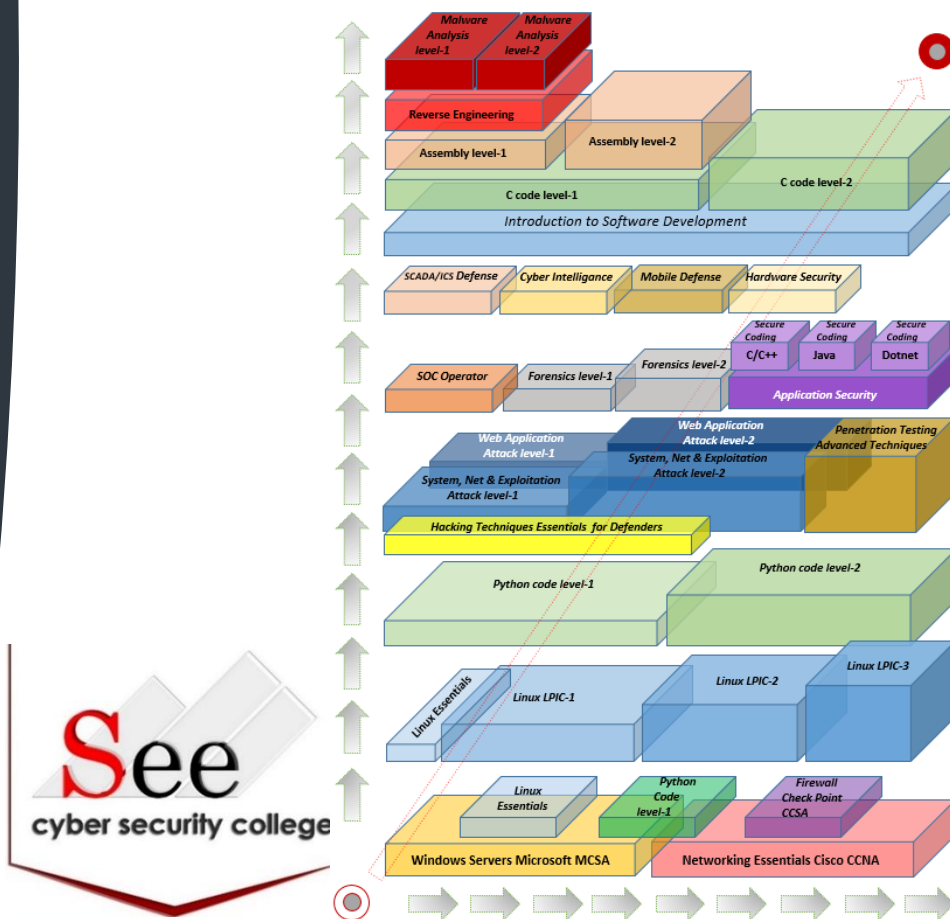 Malware
Analysis
level-1
Malware
Analysis
level-2
Reverse Engineering
Assembly level-1
Assembly level-2
C code level-1
C code level-2
Introduction to Software Development
SCADA/ICS Defense
Cyber Intelligance
Mobile Defense
Hardware Security
Secure
Coding
C/C++
Secure
Coding
Java
Secure
Coding
Dotnet
SOC Operator
Forensics level-1
Forensics level-2
Application Security
Web Application
Attack level-1
Web Application
Attack level-2
Penetration Testing
Advanced Techniques
System, Net & Exploitation
Attack level-1
System, Net & Exploitation
Attack level-2
Hacking Techniques Essentials for Defenders
Python code level-1
Python code level-2
Linux Essentials
Linux LPIC-1
Linux LPIC-2
Linux LPIC-3
Linux
Essentials
Python
Code
level-1
Firewall
Check Point
CCSA
Windows Servers Microsoft MCSA
Networking Essentials Cisco CCNA
See
cyber security college